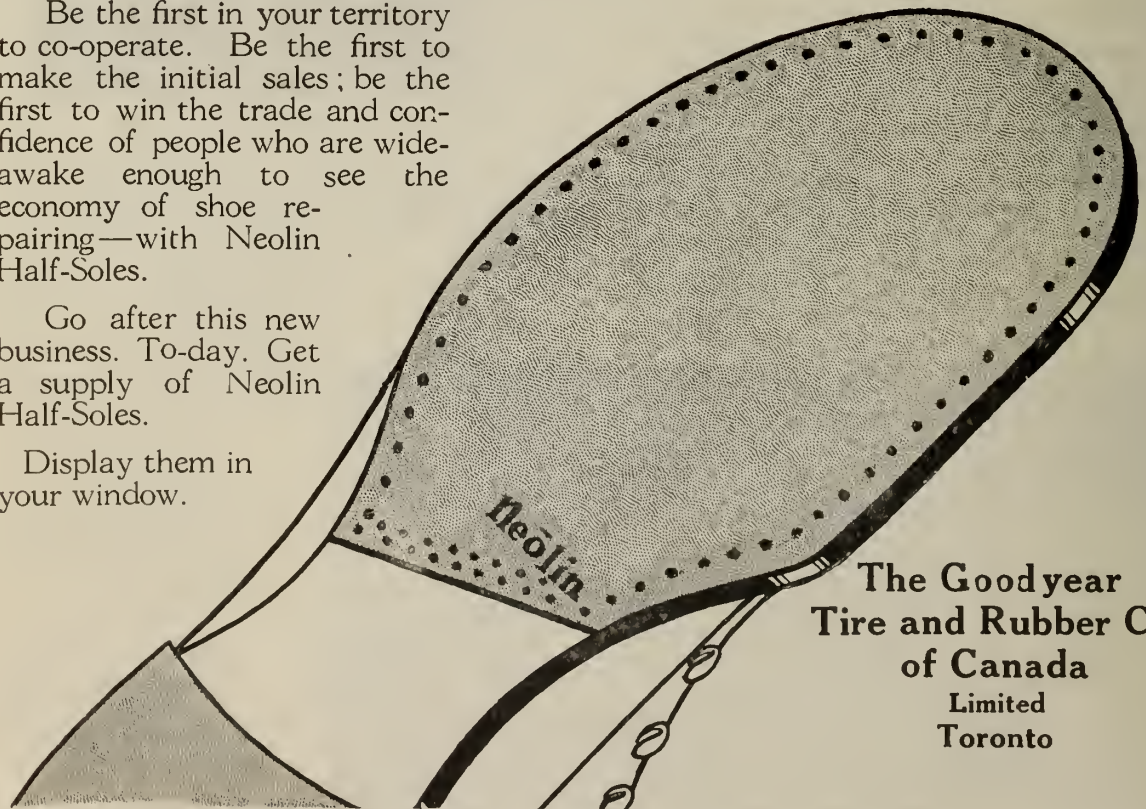 Be the first in your territory
to co-operate. Be the first to
make the initial sales; be the
first to win the trade and con-
fidence of people who are wide-
awake enough to see the
economy of shoe re-
pairing—with Neolin
Half-Soles.
Go after this new
business. To-day. Get
a supply of Neolin
Half-Soles.
Display them in
your window.
Neōlin
The Goodyear
Tire and Rubber C
of Canada
Limited
Toronto